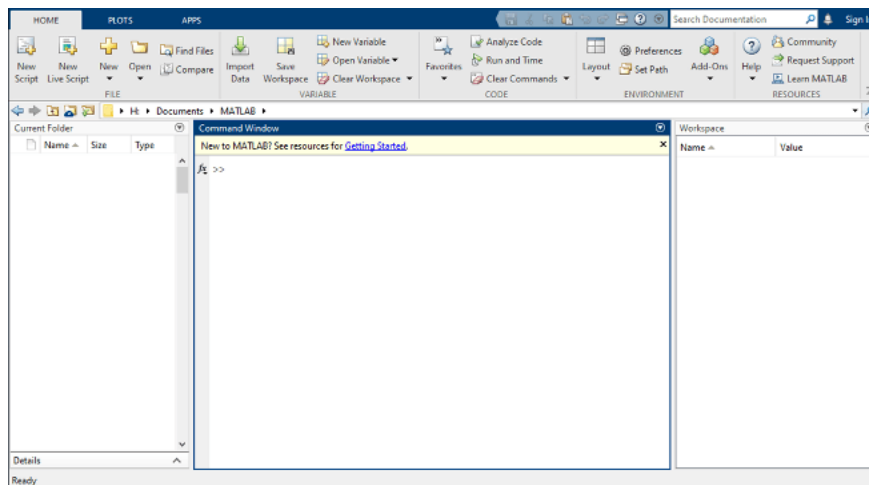 HOME PLOTS APPS
Search Documentation
Sign In
New Script
New Live Script
New
Open
Find Files
Compare
Import Data
Save Workspace
New Variable
Open Variable
Clear Workspace
Favorites
Analyze Code
Run and Time
Clear Commands
Layout
Preferences
Set Path
Add-Ons
Help
Community
Request Support
Learn MATLAB
FILE VARIABLE CODE ENVIRONMENT RESOURCES
H: Documents MATLAB
Current Folder
Name Size Type
Command Window
New to MATLAB? See resources for Getting Started.
fx >>
Workspace
Name Value
Details
Ready